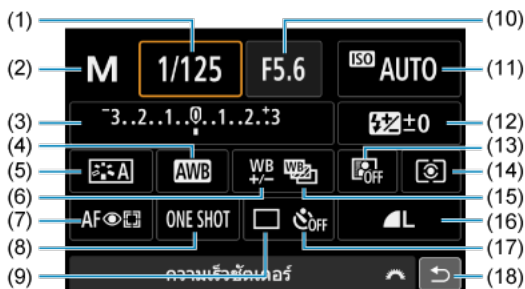 (1)
(10)
(2) M 1/125 F5.6 ISO AUTO (11)
(3) -3..2..1..0..1..2.+3 ±0 (12)
(4) (13)
(5) A AWB WB +/- WB OFF (14)
(6) (15)
(7) AF ONE SHOT OFF L (16)
(8) (17)
(9) ความเร็วชัตเตอร์ (18)